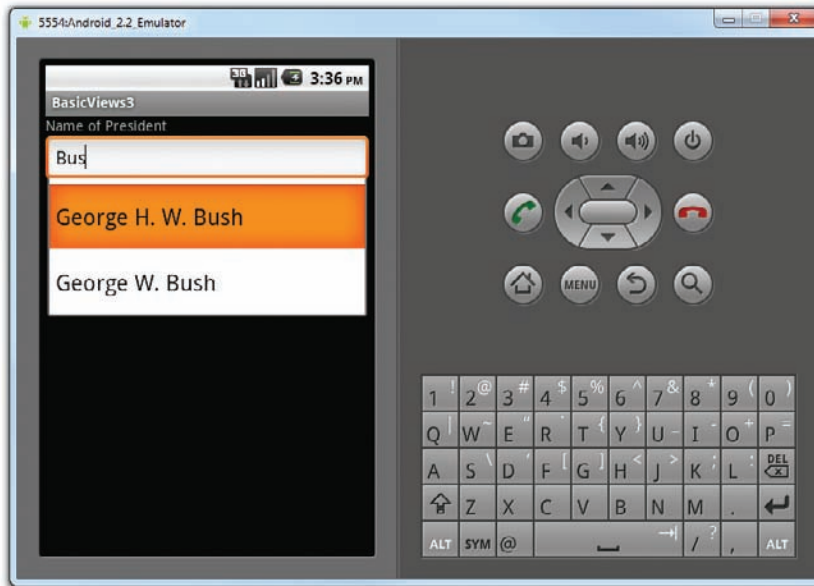 5554:Android_2.2_Emulator
3G 3:36 PM
BasicViews3
Name of President
Bus
George H. W. Bush
George W. Bush
MENU
1 ! 2 @ 3 # 4 $ 5 % 6 ^ 7 & 8 * 9 ( 0 )
Q | W ~ E " R ` T { Y } U _ I - O + P =
A S \ D ' F [ G ] H < J > K ; L : DEL
Z X C V B N M .
ALT SYM @ / ? , ALT